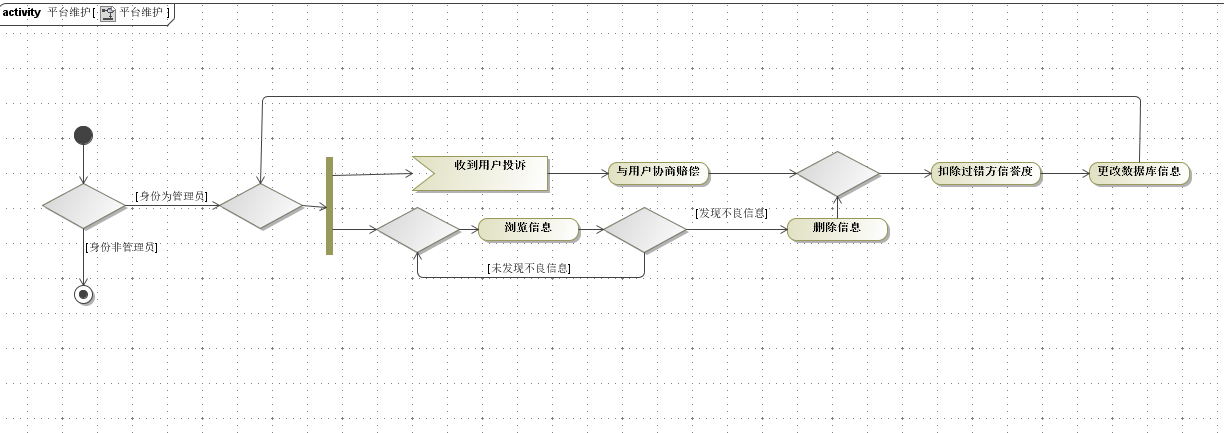 activity 平台维护[ 平台维护 ]
[身份为管理员]
[身份非管理员]
收到用户投诉
与用户协商赔偿
扣除过错方信誉度
更改数据库信息
浏览信息
[发现不良信息]
删除信息
[未发现不良信息]